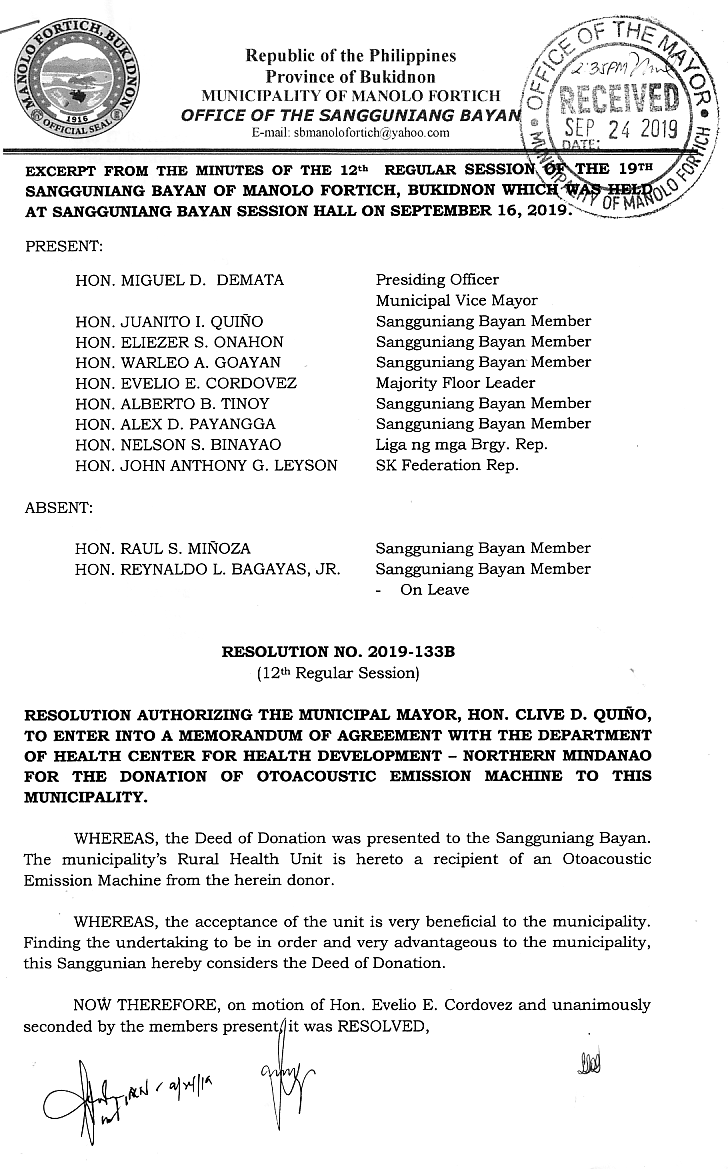 MANOLO FORTICH, BUKIDNON
1916
OFFICIAL SEAL
Republic of the Philippines
Province of Bukidnon
MUNICIPALITY OF MANOLO FORTICH
OFFICE OF THE SANGGUNIANG BAYAN
E-mail: sbmanolofortich@yahoo.com
OFFICE OF THE MAYOR
2:35PM
RECEIVED
SEP 24 2019
DATE:
MUNICIPALITY OF MANOLO FORTICH
EXCERPT FROM THE MINUTES OF THE 12th REGULAR SESSION OF THE 19TH
SANGGUNIANG BAYAN OF MANOLO FORTICH, BUKIDNON WHICH WAS HELD
AT SANGGUNIANG BAYAN SESSION HALL ON SEPTEMBER 16, 2019.
PRESENT:
HON. MIGUEL D. DEMATA Presiding Officer
Municipal Vice Mayor
HON. JUANITO I. QUIÑO Sangguniang Bayan Member
HON. ELIEZER S. ONAHON Sangguniang Bayan Member
HON. WARLEO A. GOAYAN Sangguniang Bayan Member
HON. EVELIO E. CORDOVEZ Majority Floor Leader
HON. ALBERTO B. TINOY Sangguniang Bayan Member
HON. ALEX D. PAYANGGA Sangguniang Bayan Member
HON. NELSON S. BINAYAO Liga ng mga Brgy. Rep.
HON. JOHN ANTHONY G. LEYSON SK Federation Rep.
ABSENT:
HON. RAUL S. MIÑOZA Sangguniang Bayan Member
HON. REYNALDO L. BAGAYAS, JR. Sangguniang Bayan Member
- On Leave
RESOLUTION NO. 2019-133B
(12th Regular Session)
RESOLUTION AUTHORIZING THE MUNICIPAL MAYOR, HON. CLIVE D. QUIÑO,
TO ENTER INTO A MEMORANDUM OF AGREEMENT WITH THE DEPARTMENT
OF HEALTH CENTER FOR HEALTH DEVELOPMENT – NORTHERN MINDANAO
FOR THE DONATION OF OTOACOUSTIC EMISSION MACHINE TO THIS
MUNICIPALITY.
WHEREAS, the Deed of Donation was presented to the Sangguniang Bayan.
The municipality's Rural Health Unit is hereto a recipient of an Otoacoustic
Emission Machine from the herein donor.
WHEREAS, the acceptance of the unit is very beneficial to the municipality.
Finding the undertaking to be in order and very advantageous to the municipality,
this Sanggunian hereby considers the Deed of Donation.
NOW THEREFORE, on motion of Hon. Evelio E. Cordovez and unanimously
seconded by the members present, it was RESOLVED,